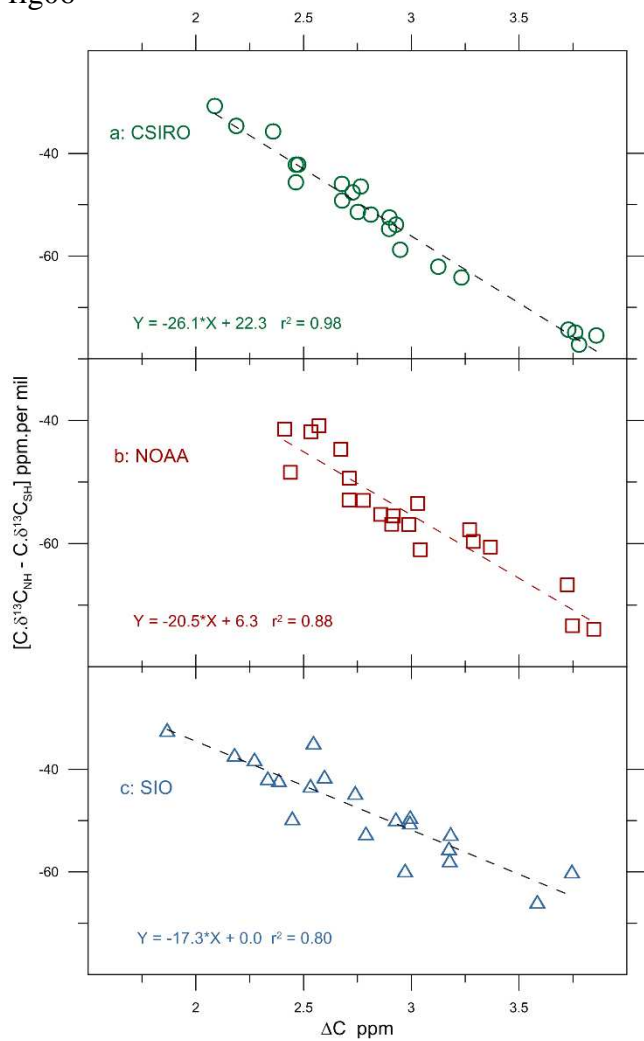 2 2.5 3 3.5
a: CSIRO
-40
-60
Y = -26.1*X + 22.3 r² = 0.98
[C.δ¹³C_NH - C.δ¹³C_SH] ppm.per mil
-40
b: NOAA
-60
Y = -20.5*X + 6.3 r² = 0.88
-40
c: SIO
-60
Y = -17.3*X + 0.0 r² = 0.80
2 2.5 3 3.5
ΔC ppm